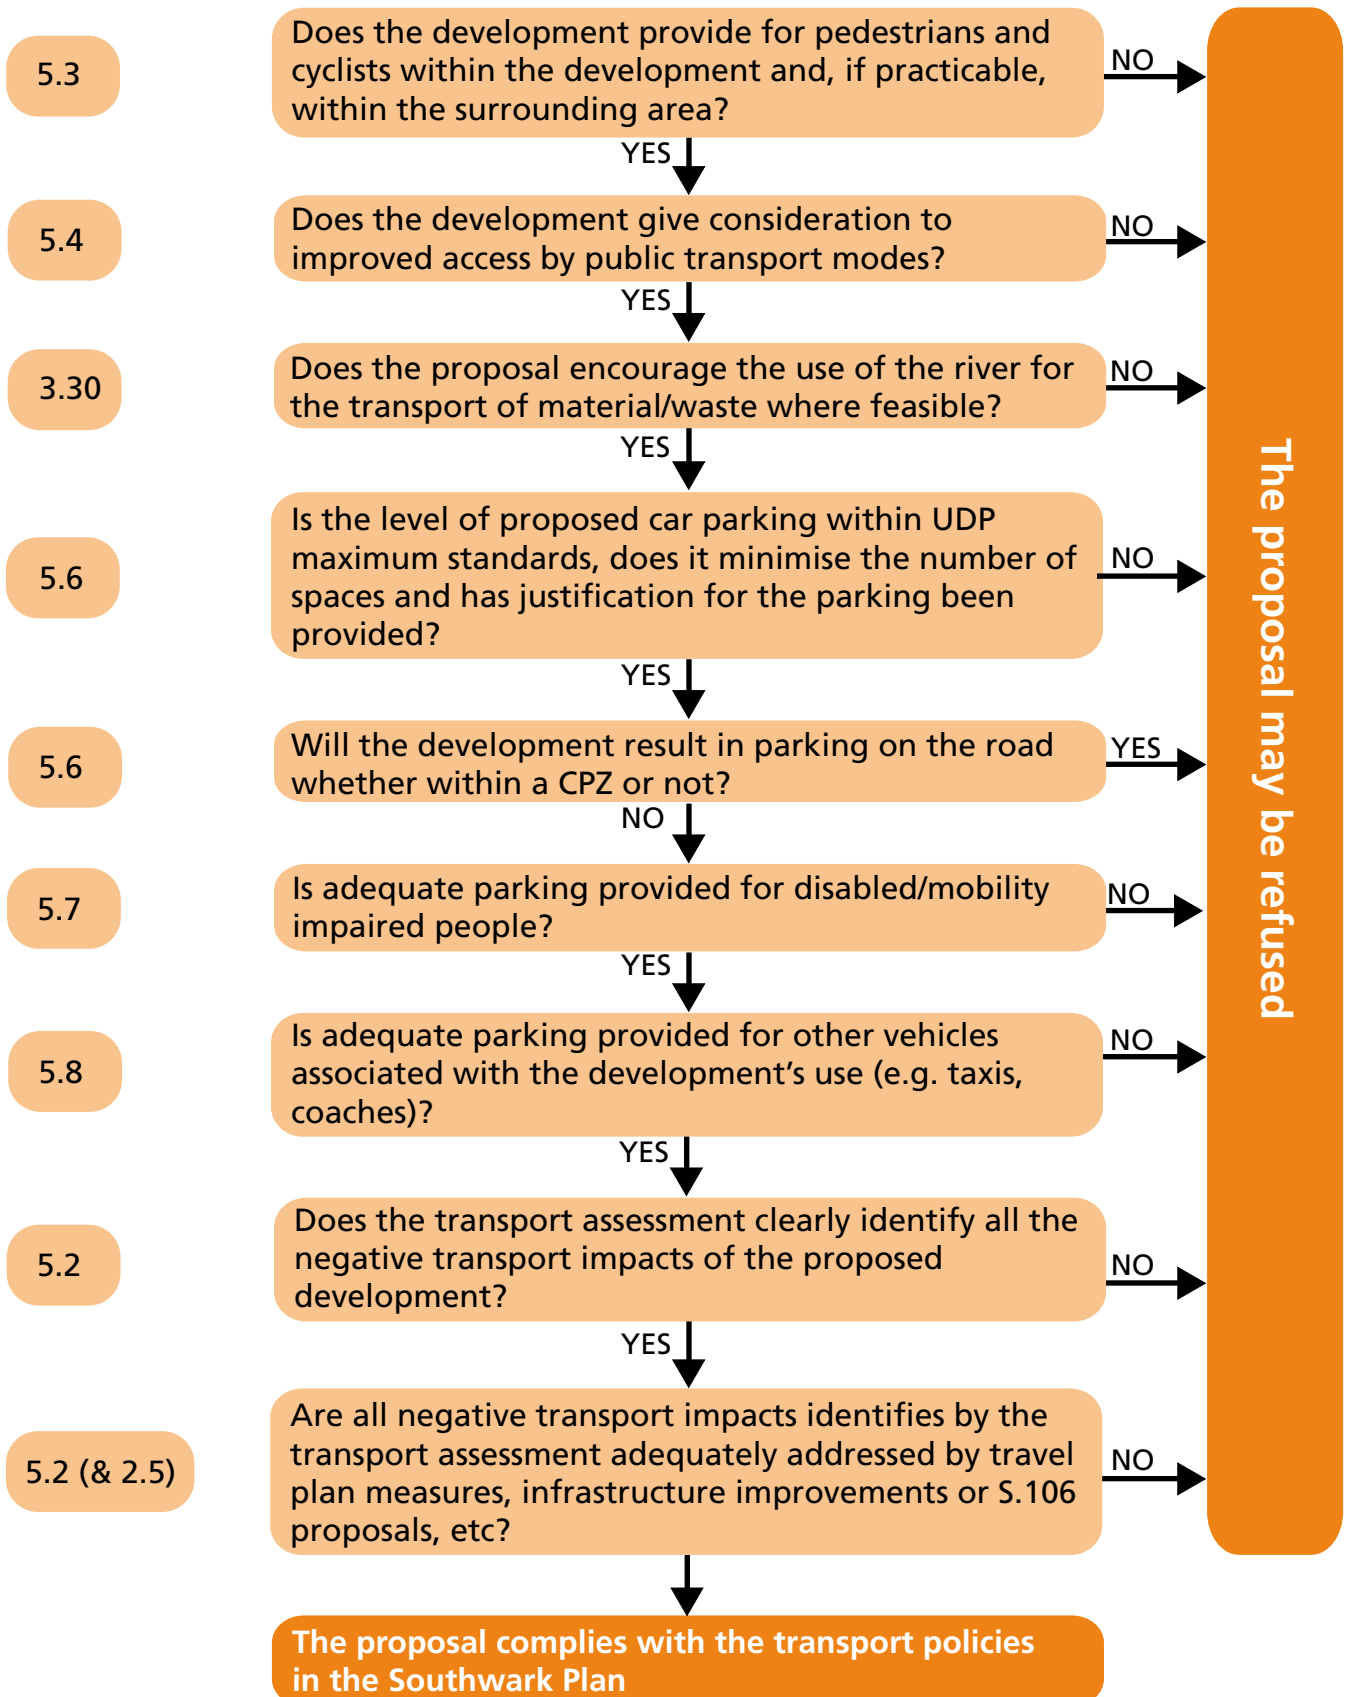 5.3
Does the development provide for pedestrians and
cyclists within the development and, if practicable,
within the surrounding area?
NO
YES
5.4
Does the development give consideration to
improved access by public transport modes?
NO
YES
3.30
Does the proposal encourage the use of the river for
the transport of material/waste where feasible?
NO
YES
5.6
Is the level of proposed car parking within UDP
maximum standards, does it minimise the number of
spaces and has justification for the parking been
provided?
NO
YES
5.6
Will the development result in parking on the road
whether within a CPZ or not?
YES
NO
5.7
Is adequate parking provided for disabled/mobility
impaired people?
NO
YES
5.8
Is adequate parking provided for other vehicles
associated with the development's use (e.g. taxis,
coaches)?
NO
YES
5.2
Does the transport assessment clearly identify all the
negative transport impacts of the proposed
development?
NO
YES
5.2 (& 2.5)
Are all negative transport impacts identifies by the
transport assessment adequately addressed by travel
plan measures, infrastructure improvements or S.106
proposals, etc?
NO
The proposal may be refused
The proposal complies with the transport policies
in the Southwark Plan